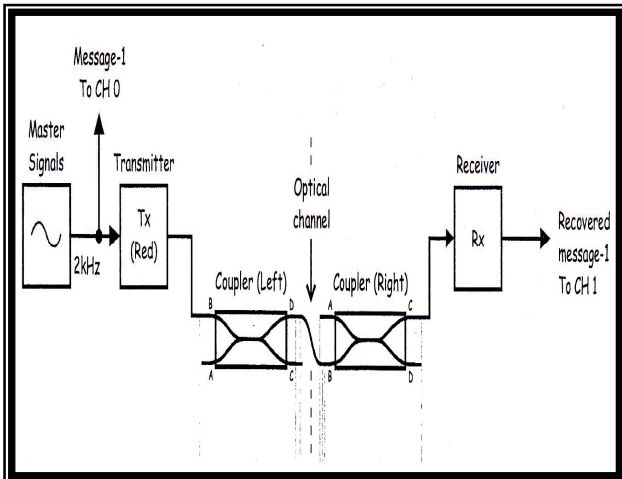 Message-1
To CH 0
Master
Signals
Transmitter
Tx
(Red)
2kHz
Optical
channel
Receiver
Rx
Recovered
message-1
To CH 1
Coupler (Left)
Coupler (Right)
B
D
A
C
A
C
B
D